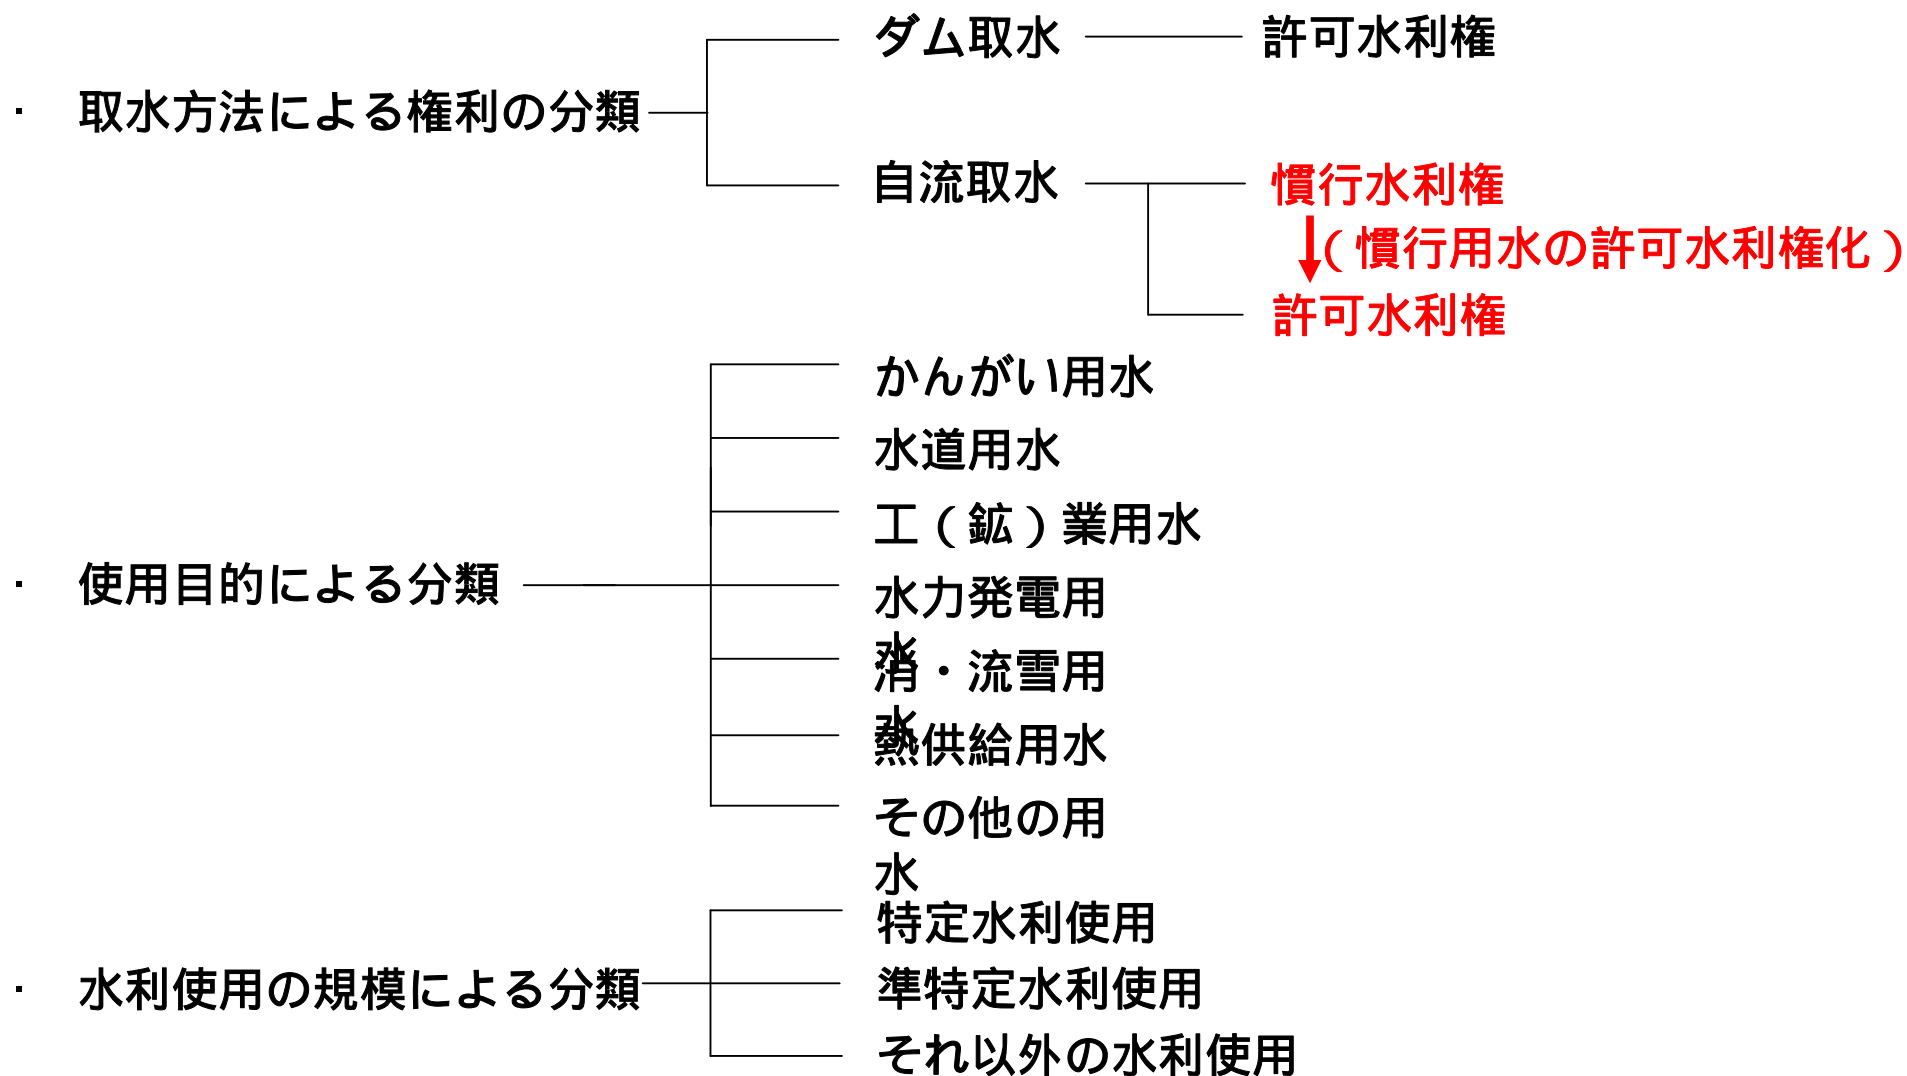 ダム取水 許可水利権
・ 取水方法による権利の分類
自流取水 慣行水利権
（慣行用水の許可水利権化）
許可水利権
かんがい用水
水道用水
工（鉱）業用水
・ 使用目的による分類
水力発電用
水
消・流雪用
水
熱供給用水
その他の用
水
特定水利使用
・ 水利使用の規模による分類
準特定水利使用
それ以外の水利使用